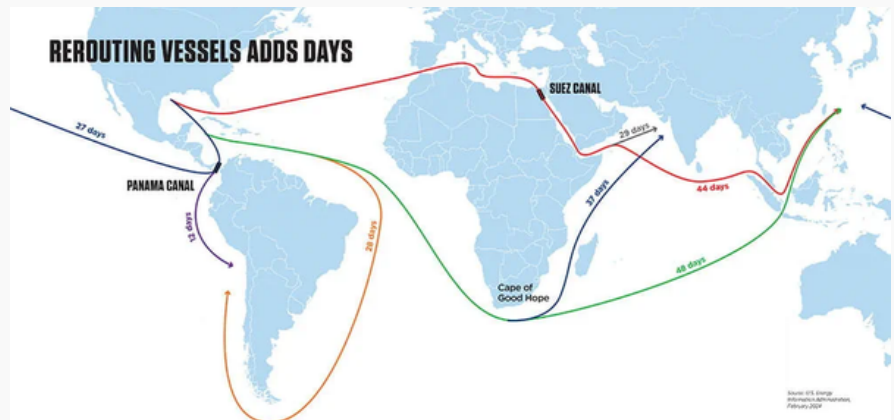 REROUTING VESSELS ADDS DAYS
SUEZ CANAL
27 days
29 days
PANAMA CANAL
37 days
44 days
12 days
28 days
48 days
Cape of
Good Hope
Source: U.S. Energy
Information Administration,
February 2024